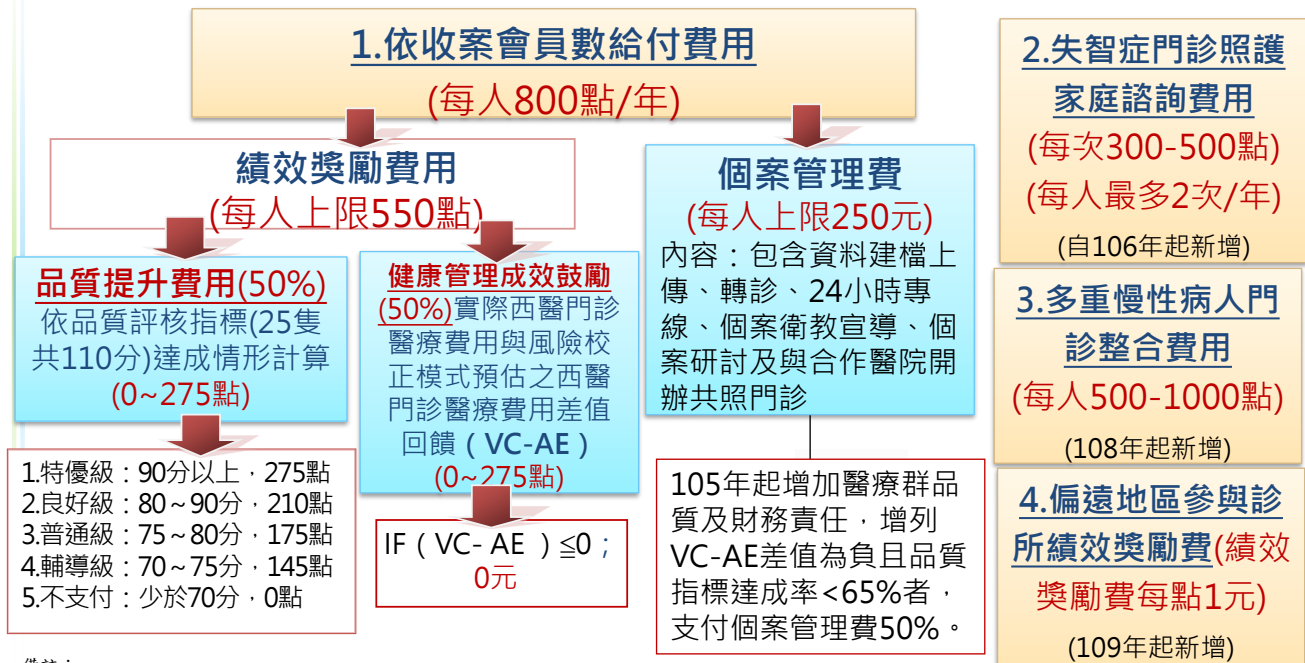 1.依收案會員數給付費用
(每人800點/年)
績效獎勵費用
(每人上限550點)
品質提升費用(50%)
依品質評核指標(25隻
共110分)達成情形計算
(0~275點)
1.特優級：90分以上，275點
2.良好級：80～90分，210點
3.普通級：75～80分，175點
4.輔導級：70～75分，145點
5.不支付：少於70分，0點
健康管理成效鼓勵
(50%)實際西醫門診
醫療費用與風險校
正模式預估之西醫
門診醫療費用差值
回饋（VC-AE）
(0~275點)
IF（VC- AE ）≦0；
0元
個案管理費
(每人上限250元)
內容：包含資料建檔上
傳、轉診、24小時專
線、個案衛教宣導、個
案研討及與合作醫院開
辦共照門診
105年起增加醫療群品
質及財務責任，增列
VC-AE差值為負且品質
指標達成率<65%者，
支付個案管理費50%。
2.失智症門診照護
家庭諮詢費用
(每次300-500點)
(每人最多2次/年)
(自106年起新增)
3.多重慢性病人門
診整合費用
(每人500-1000點)
(108年起新增)
4.偏遠地區參與診
所績效獎勵費(績效
獎勵費每點1元)
(109年起新增)